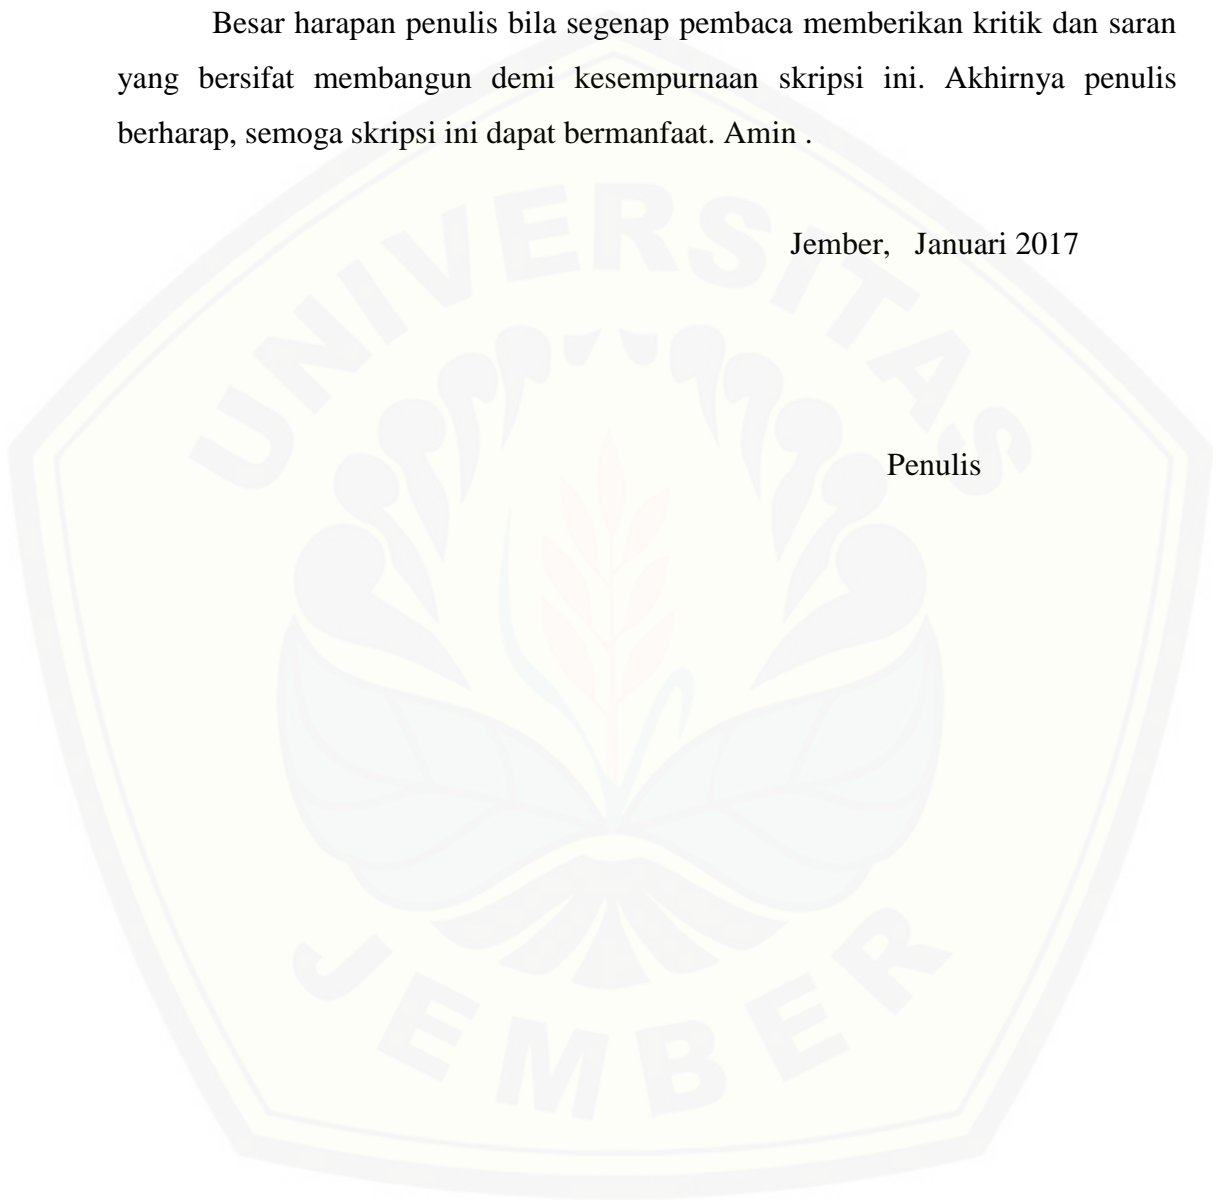 Besar harapan penulis bila segenap pembaca memberikan kritik dan saran
yang bersifat membangun demi kesempurnaan skripsi ini. Akhirnya penulis
berharap, semoga skripsi ini dapat bermanfaat. Amin .
Jember, Januari 2017
Penulis
UNIVERSITAS
JEMBER